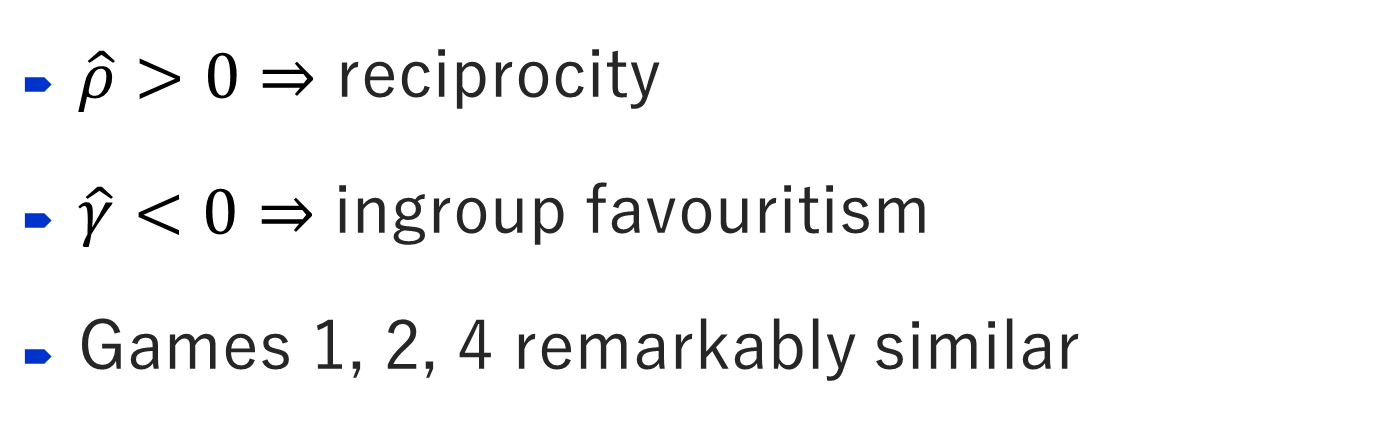 ρ̂ > 0 ⇒ reciprocity
γ̂ < 0 ⇒ ingroup favouritism
Games 1, 2, 4 remarkably similar